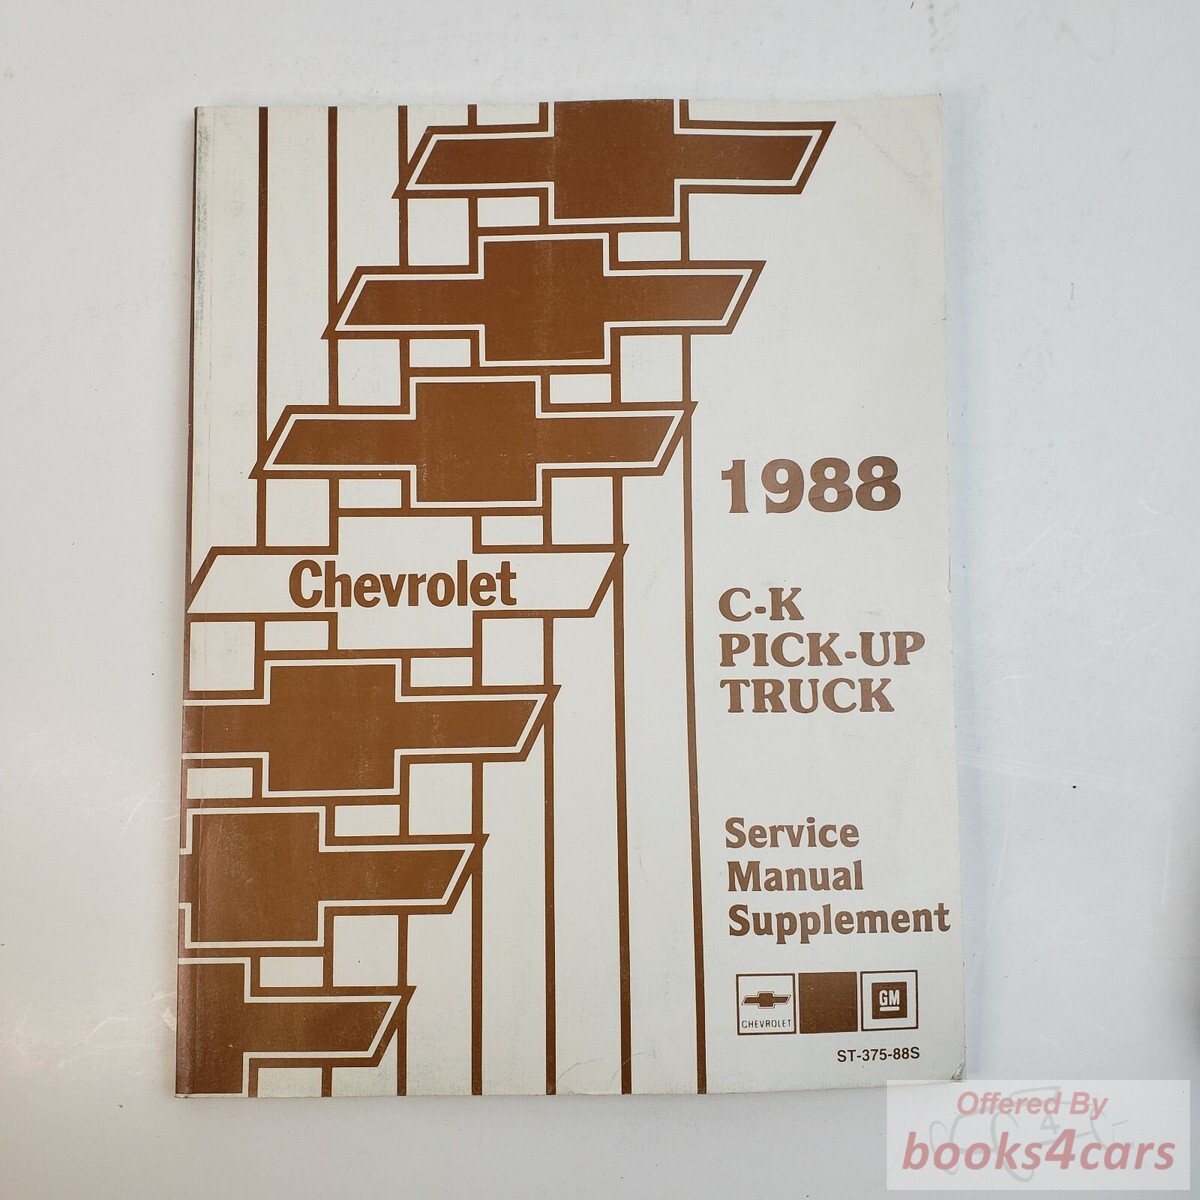 1988
C-K
PICK-UP
TRUCK
Chevrolet
Service
Manual
Supplement
CHEVROLET
GM
ST-375-88S
Offered By
books4cars